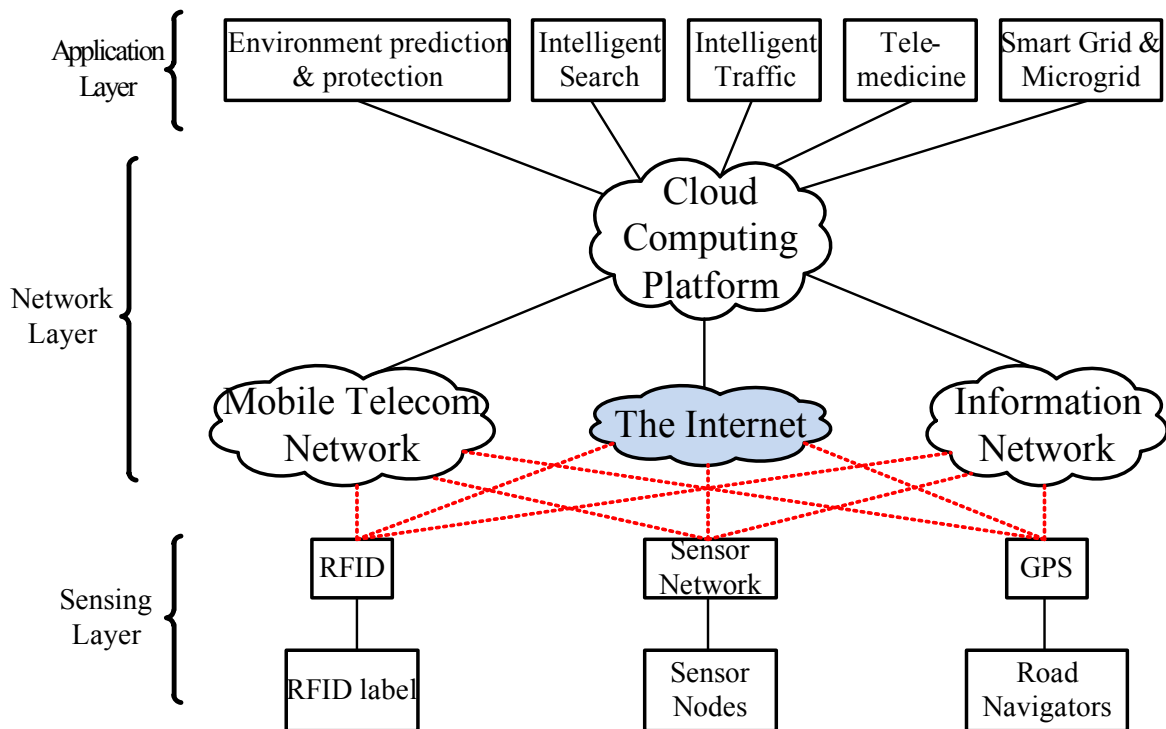 Application
Layer
Environment prediction
& protection
Intelligent
Search
Intelligent
Traffic
Tele-
medicine
Smart Grid &
Microgrid
Network
Layer
Cloud
Computing
Platform
Mobile Telecom
Network
The Internet
Information
Network
Sensing
Layer
RFID
Sensor
Network
GPS
RFID label
Sensor
Nodes
Road
Navigators